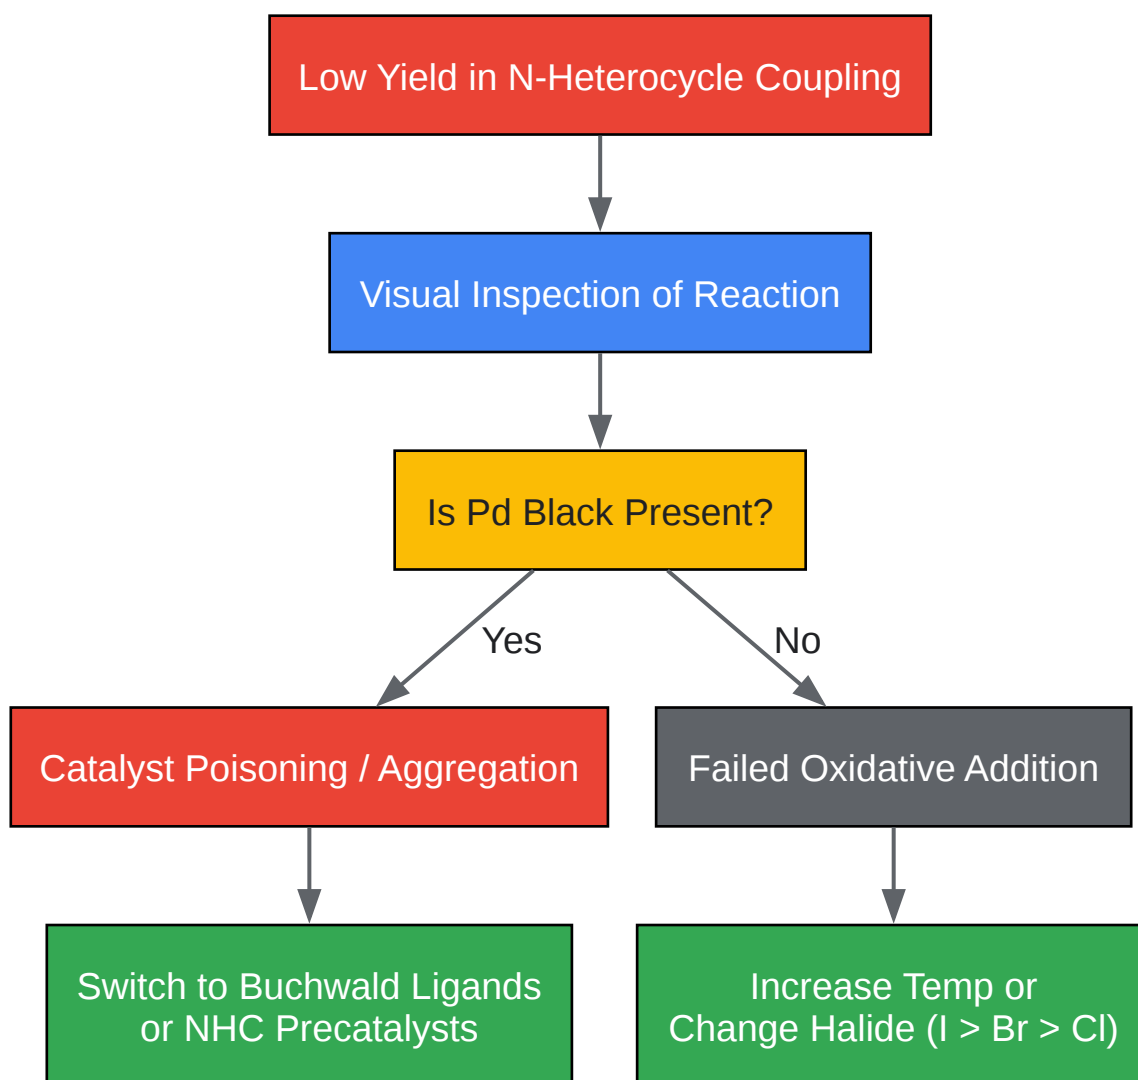 Low Yield in N-Heterocycle Coupling
Visual Inspection of Reaction
Is Pd Black Present?
Yes
No
Catalyst Poisoning / Aggregation
Failed Oxidative Addition
Switch to Buchwald Ligands
or NHC Precatalysts
Increase Temp or
Change Halide (I > Br > Cl)